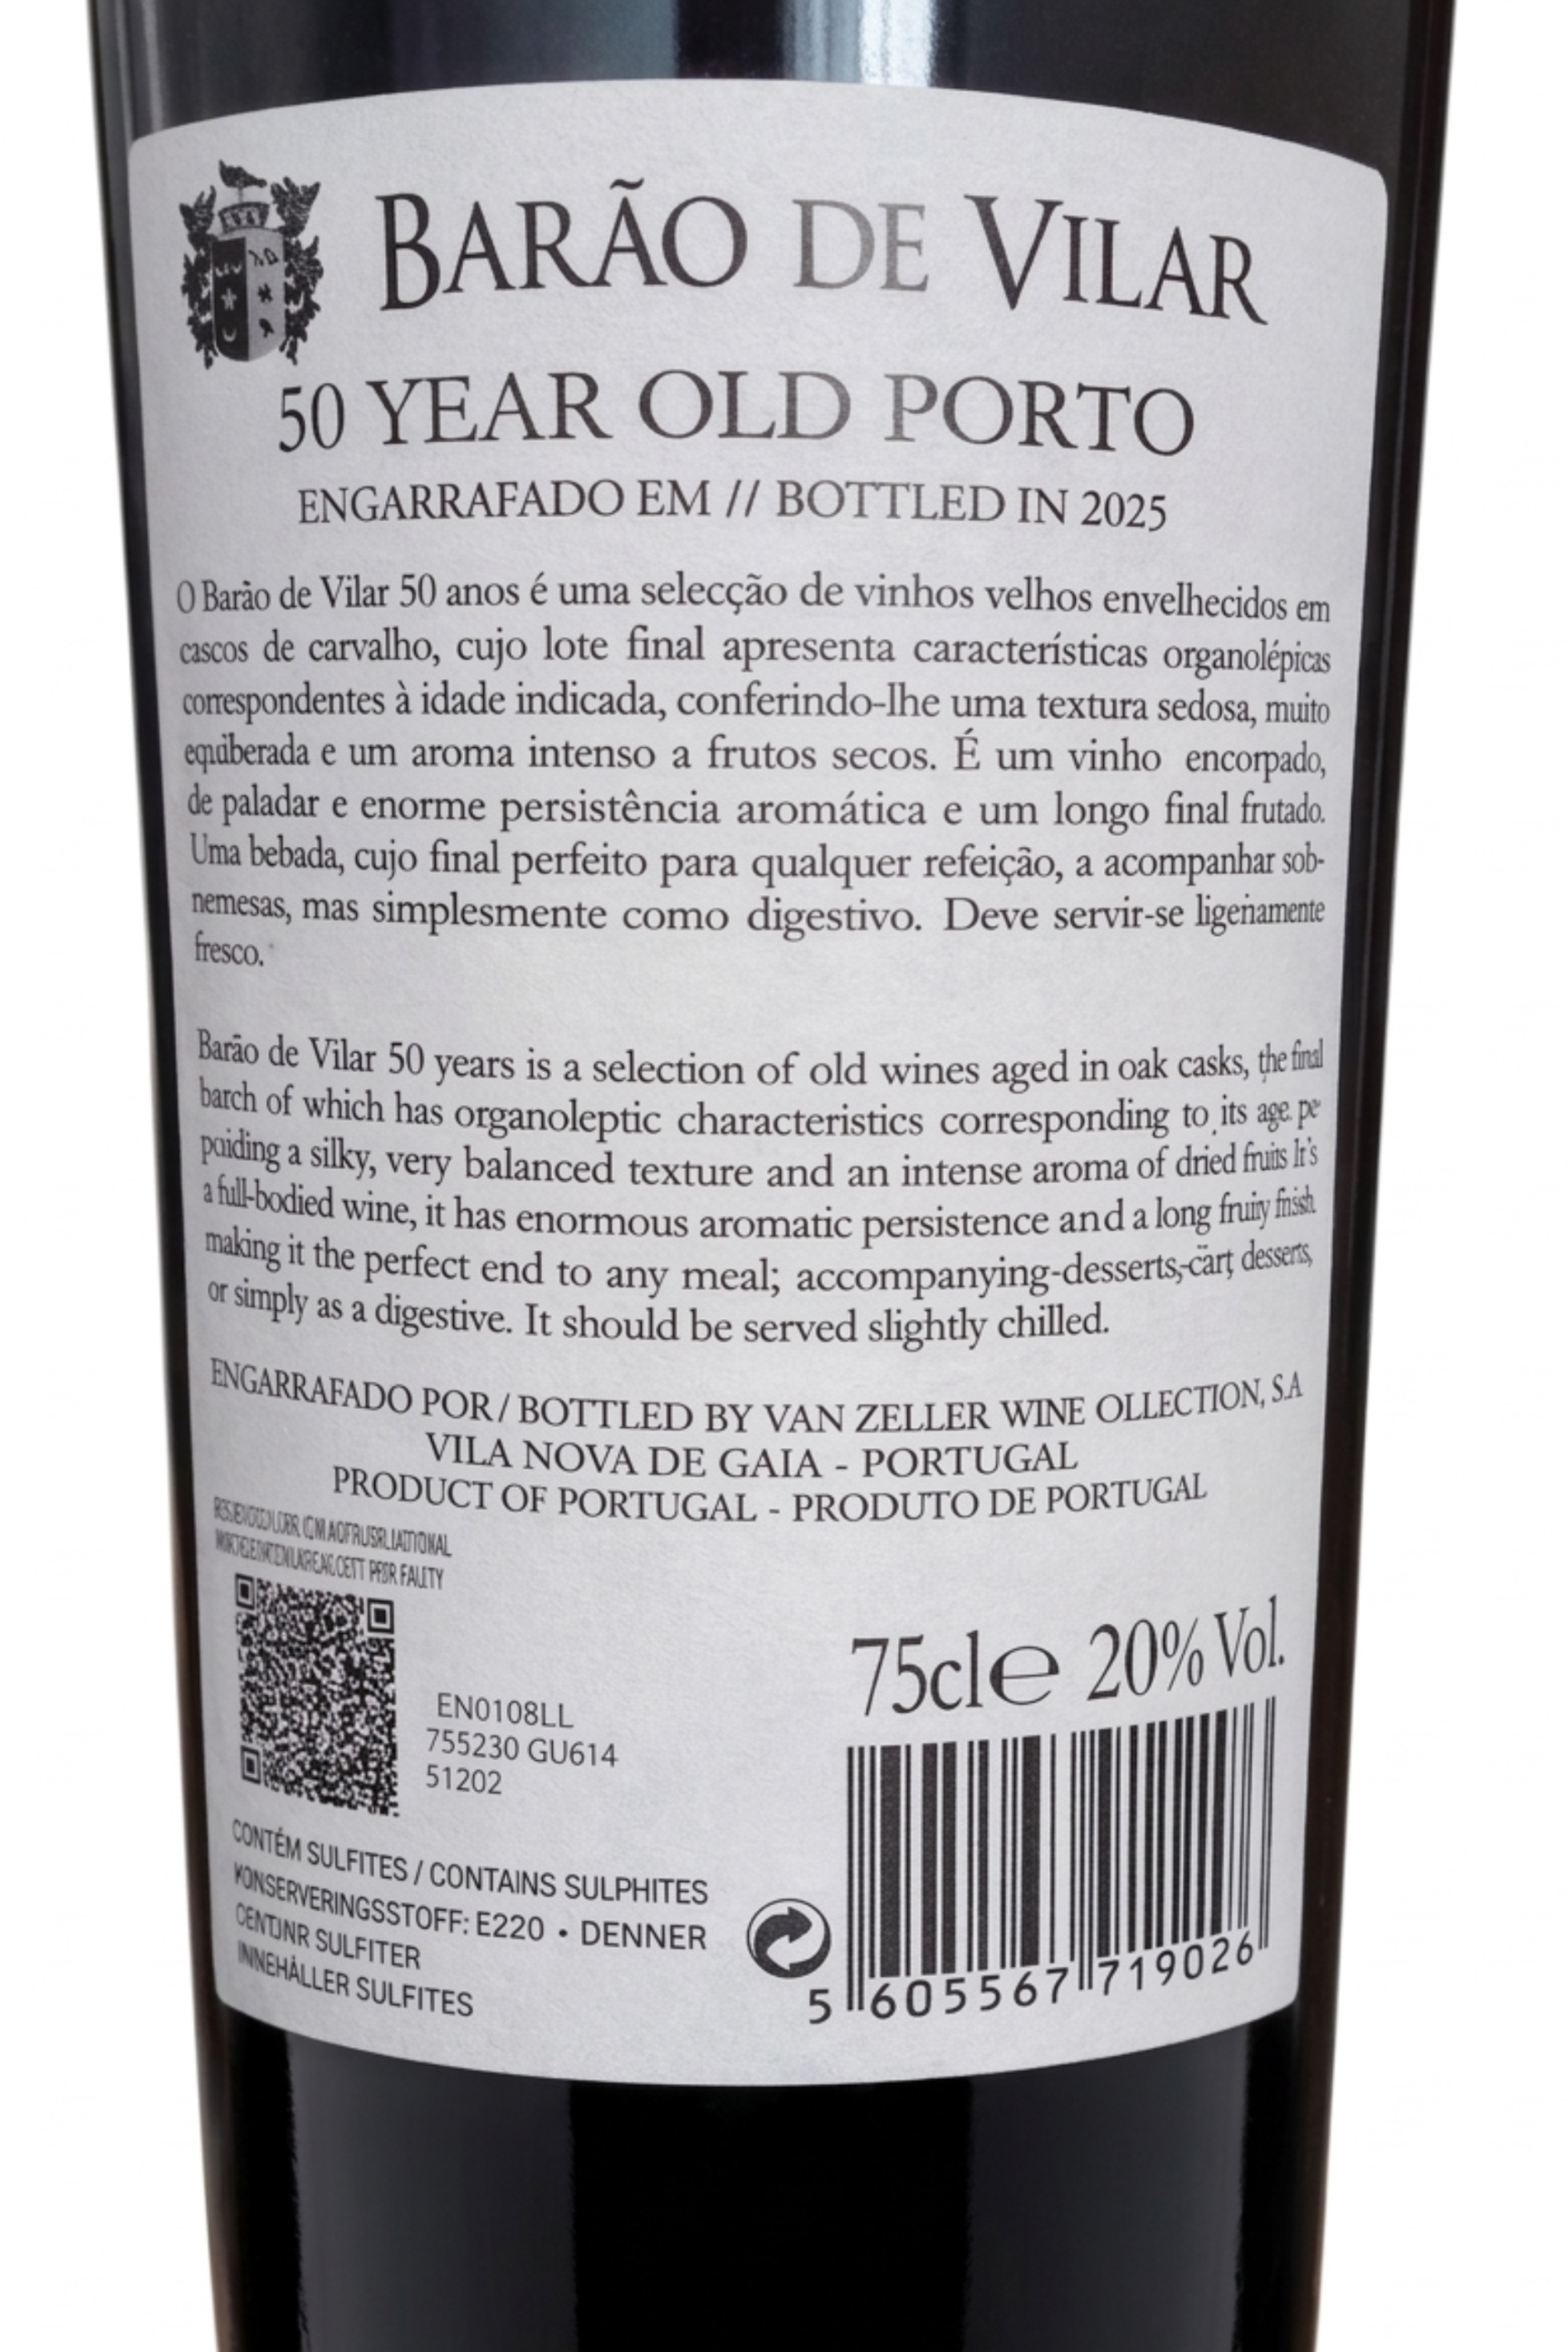 BARÃO DE VILAR
50 YEAR OLD PORTO
ENGARRAFADO EM // BOTTLED IN 2025
O Barão de Vilar 50 anos é uma selecção de vinhos velhos envelhecidos em
cascos de carvalho, cujo lote final apresenta características organolépicas
correspondentes à idade indicada, conferindo-lhe uma textura sedosa, muito
e um aroma intenso a frutos secos. É um vinho encorpado,
de paladar e enorme persistência aromática e um longo final frutado.
Uma bebada, cujo final perfeito para qualquer refeição, a acompanhar sob-
nemesas, mas simplesmente como digestivo. Deve servir-se
fresco.
Barão de Vilar 50 years is a selection of old wines aged in oak casks, the final
barch of which has organoleptic characteristics corresponding to its age
a silky, very balanced texture and an intense aroma of dried fruits
a full-bodied wine, it has enormous aromatic persistence and a long
making it the perfect end to any meal; accompanying-desserts, desserts,
or simply as a digestive. It should be served slightly chilled.
ENGARRAFADO POR / BOTTLED BY VAN ZELLER WINE OLLECTION, S.A
VILA NOVA DE GAIA - PORTUGAL
PRODUCT OF PORTUGAL - PRODUTO DE PORTUGAL
75cl e 20% Vol.
EN0108LL
755230 GU614
51202
CONTÉM SULFITES / CONTAINS SULPHITES
KONSERVERINGSSTOFF: E220 • DENNER
SULFITER
INNEHÅLLER SULFITES
5 605567 719026